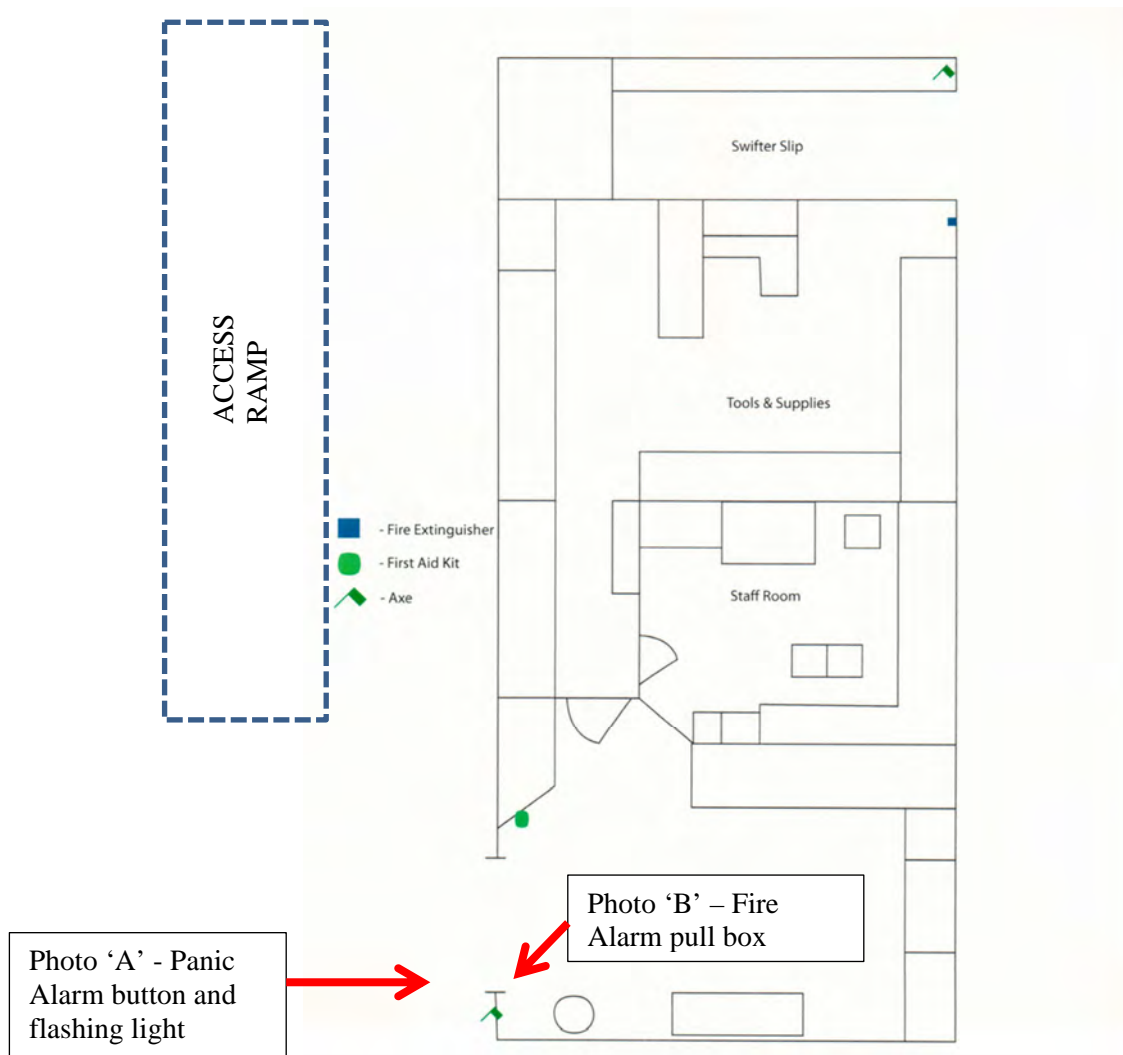 Swifter Slip
ACCESS
RAMP
Tools & Supplies
- Fire Extinguisher
- First Aid Kit
- Axe
Staff Room
Photo ‘B’ – Fire
Alarm pull box
Photo ‘A’ - Panic
Alarm button and
flashing light